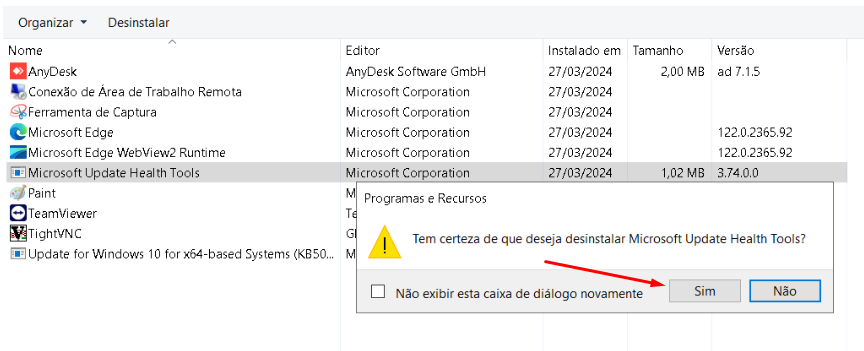 Organizar Desinstalar
Nome Editor Instalado em Tamanho Versão
AnyDesk AnyDesk Software GmbH 27/03/2024 2,00 MB ad 7.1.5
Conexão de Área de Trabalho Remota Microsoft Corporation 27/03/2024
Ferramenta de Captura Microsoft Corporation 27/03/2024
Microsoft Edge Microsoft Corporation 27/03/2024 122.0.2365.92
Microsoft Edge WebView2 Runtime Microsoft Corporation 27/03/2024 122.0.2365.92
Microsoft Update Health Tools Microsoft Corporation 27/03/2024 1,02 MB 3.74.0.0
Paint M
TeamViewer Te
TightVNC Gl
Update for Windows 10 for x64-based Systems (KB50... M
Programas e Recursos
Tem certeza de que deseja desinstalar Microsoft Update Health Tools?
Não exibir esta caixa de diálogo novamente
Sim Não